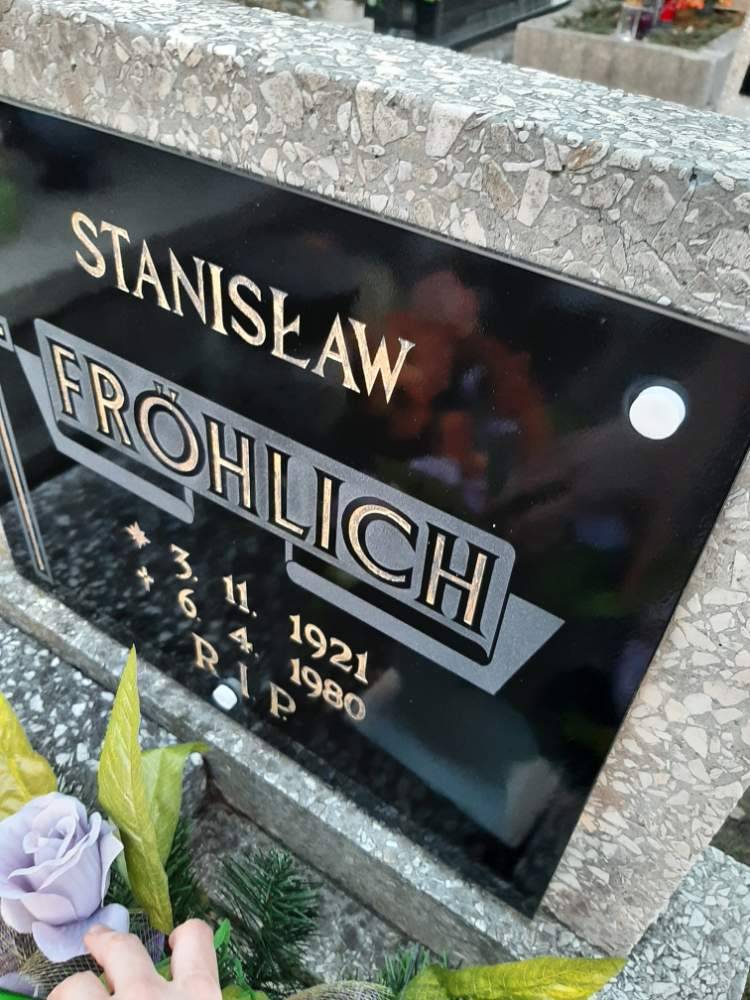 STANISŁAW
FRÖHLICH
* 3. 11. 1921
+ 6. 4. 1980
R I P.